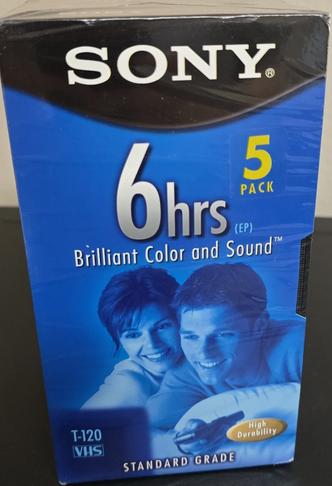 SONY®
5
PACK
6hrs (EP)
Brilliant Color and Sound™
High
Durability
T-120
VHS
STANDARD GRADE